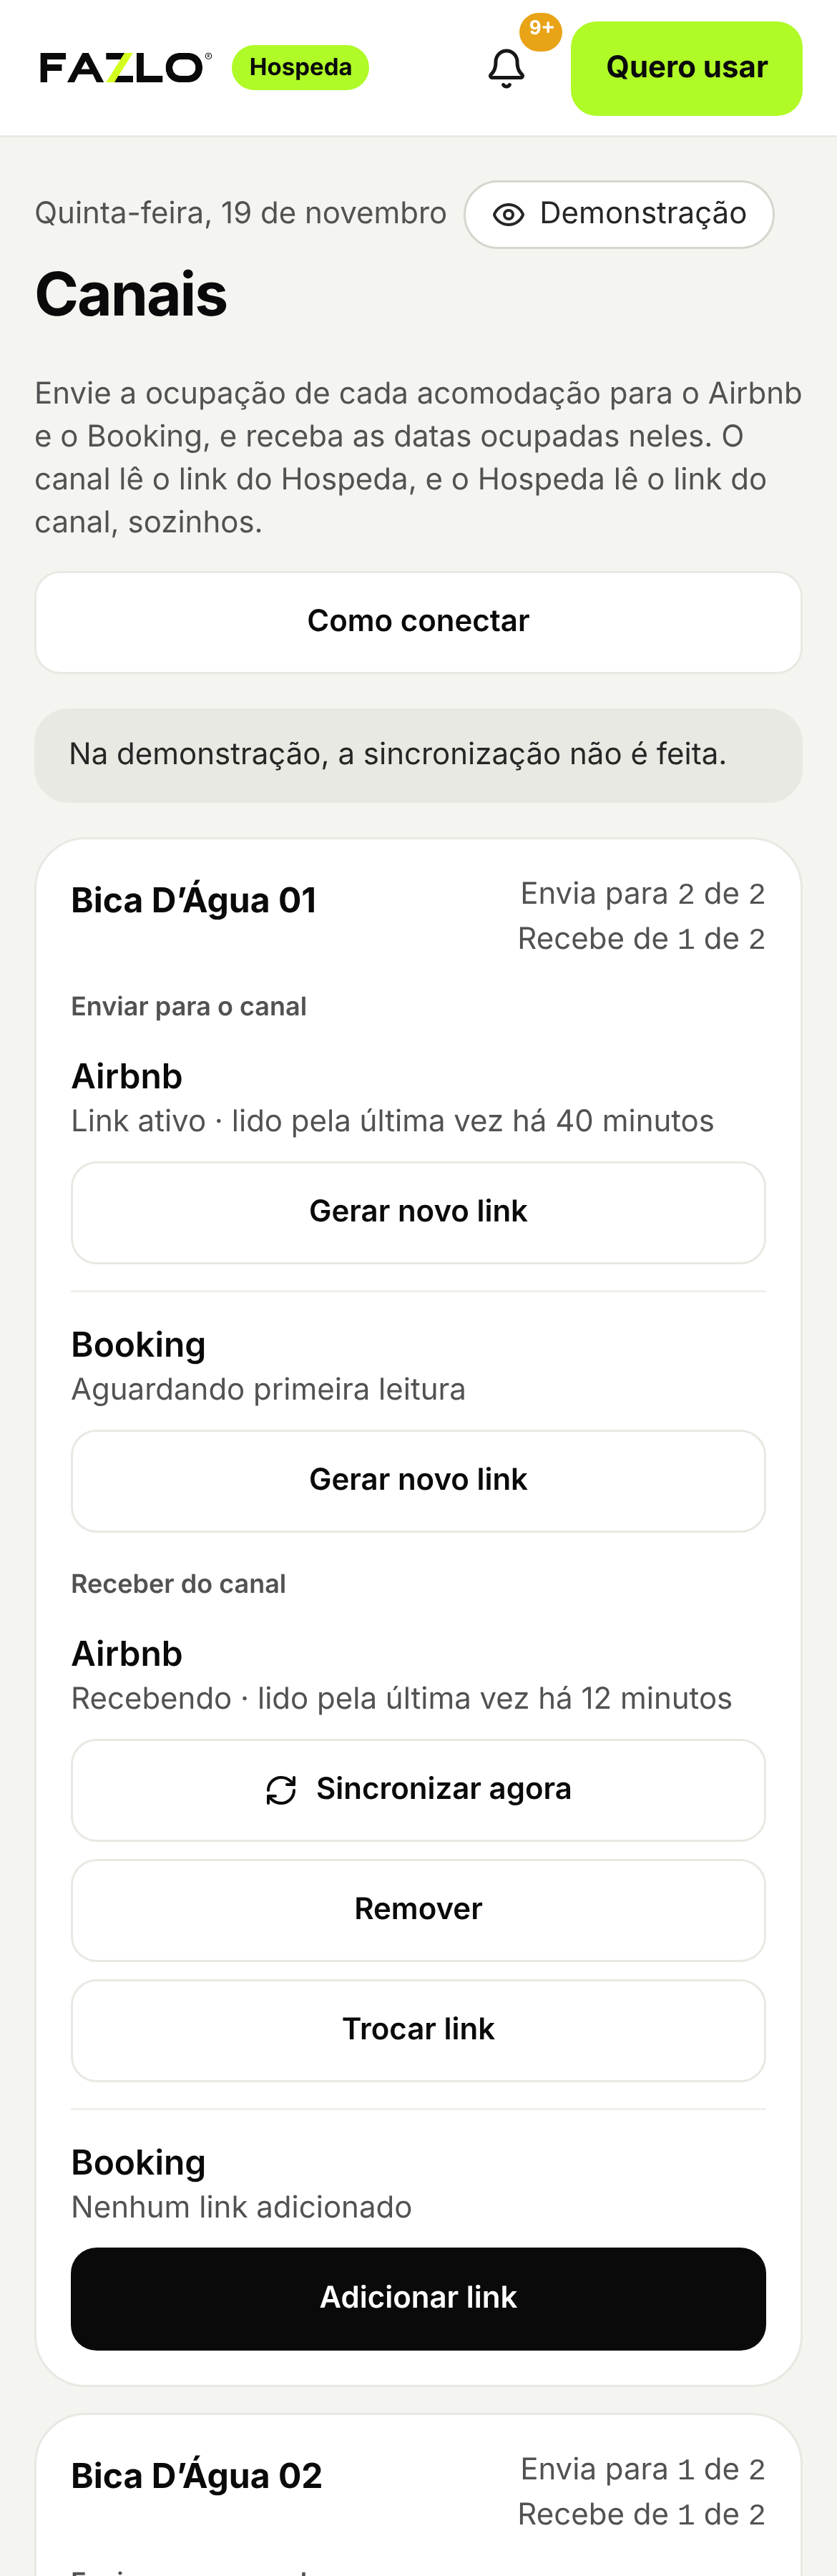 FAZLO®
Hospeda
9+
Quero usar
Quinta-feira, 19 de novembro
Demonstração
Canais
Envie a ocupação de cada acomodação para o Airbnb
e o Booking, e receba as datas ocupadas neles. O
canal lê o link do Hospeda, e o Hospeda lê o link do
canal, sozinhos.
Como conectar
Na demonstração, a sincronização não é feita.
Bica D’Água 01
Envia para 2 de 2
Recebe de 1 de 2
Enviar para o canal
Airbnb
Link ativo · lido pela última vez há 40 minutos
Gerar novo link
Booking
Aguardando primeira leitura
Gerar novo link
Receber do canal
Airbnb
Recebendo · lido pela última vez há 12 minutos
Sincronizar agora
Remover
Trocar link
Booking
Nenhum link adicionado
Adicionar link
Bica D’Água 02
Envia para 1 de 2
Recebe de 1 de 2